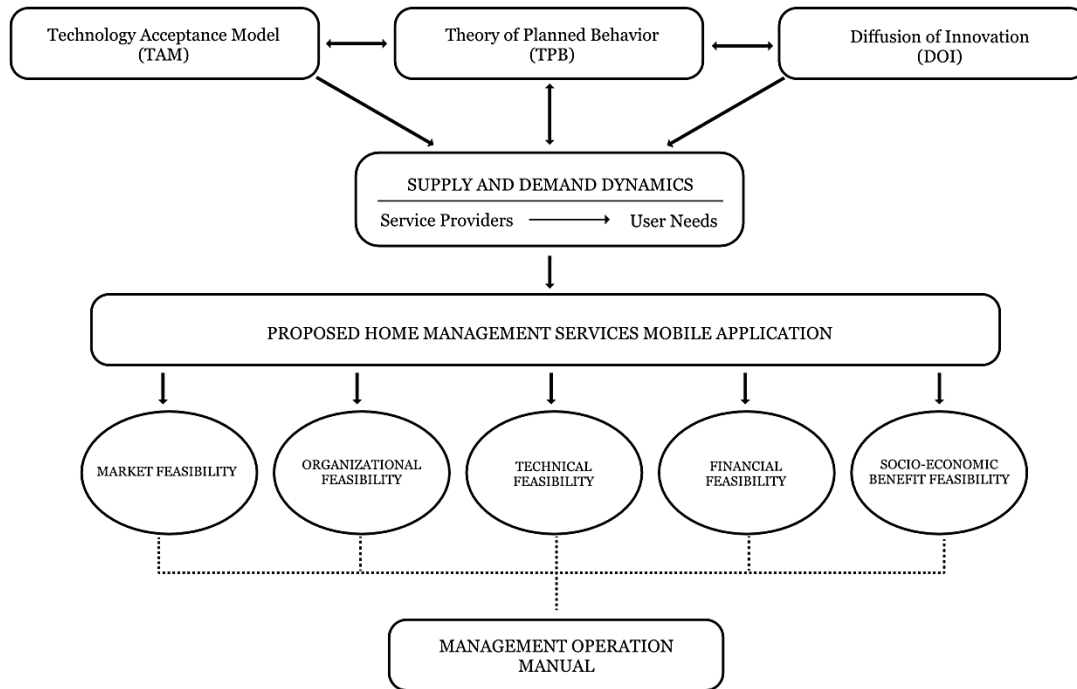 Technology Acceptance Model
(TAM)
Theory of Planned Behavior
(TPB)
Diffusion of Innovation
(DOI)
SUPPLY AND DEMAND DYNAMICS
Service Providers
User Needs
PROPOSED HOME MANAGEMENT SERVICES MOBILE APPLICATION
MARKET FEASIBILITY
ORGANIZATIONAL
FEASIBILITY
TECHNICAL
FEASIBILITY
FINANCIAL
FEASIBILITY
SOCIO-ECONOMIC
BENEFIT FEASIBILITY
MANAGEMENT OPERATION
MANUAL